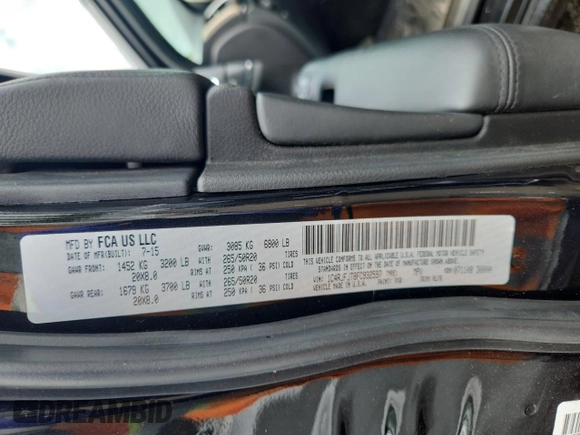 MFD BY FCA US LLC
DATE OF MFR(BUILT): 7-15 GVWR: 3085 KG 6800 LB
GAWR FRONT: 1452 KG 3200 LB WITH 265/50R20 TIRES
20X8.0 RIMS AT 250 KPA / 36 PSI COLD
GAWR REAR: 1679 KG 3700 LB WITH 265/50R20 TIRES
20X8.0 RIMS AT 250 KPA / 36 PSI COLD
THIS VEHICLE CONFORMS TO ALL APPLICABLE U.S.A. FEDERAL MOTOR VEHICLE SAFETY
STANDARDS IN EFFECT ON THE DATE OF MANUFACTURE SHOWN ABOVE.
VIN: TYPE: MPV
VEHICLE MADE IN U.S.A.
DREAMBID